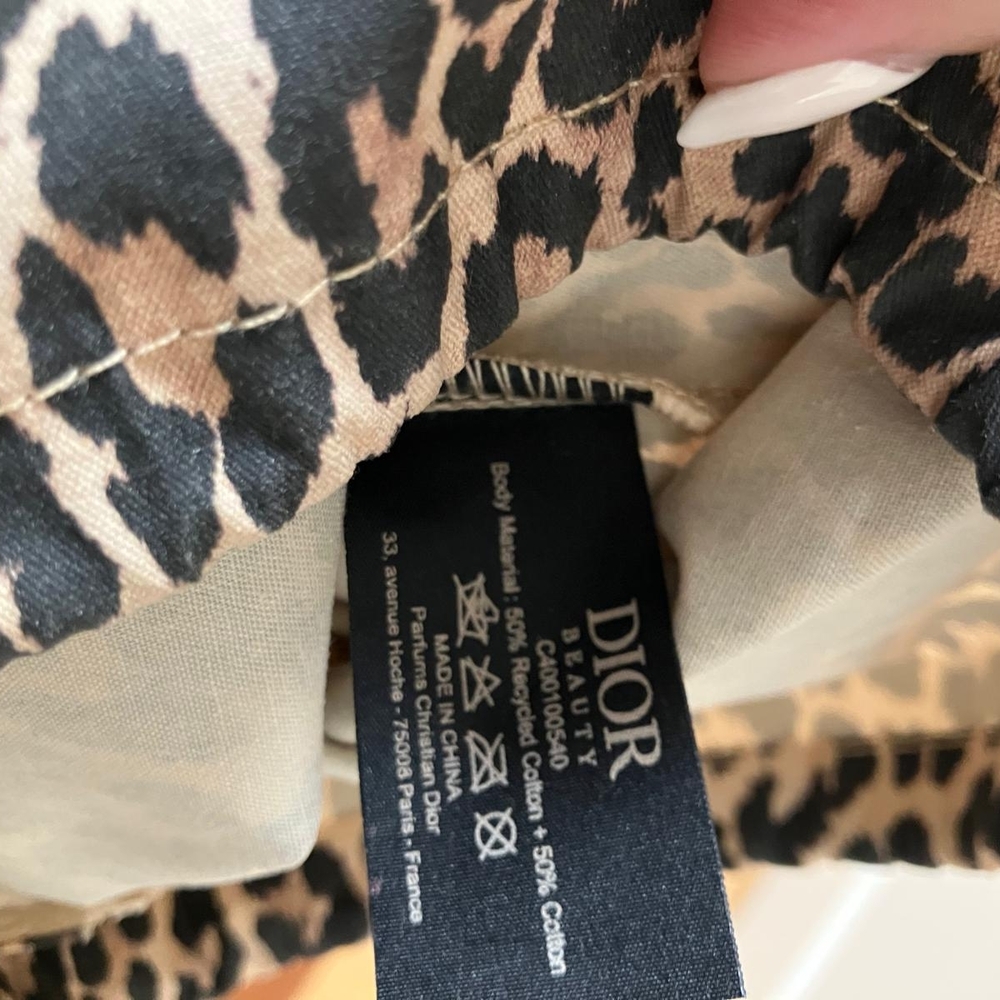 DIOR
BEAUTY
C400100540
Body Material : 50% Recycled Cotton + 50% Cotton
MADE IN CHINA
Parfums Christian Dior
33, avenue Hoche - 75008 Paris - France